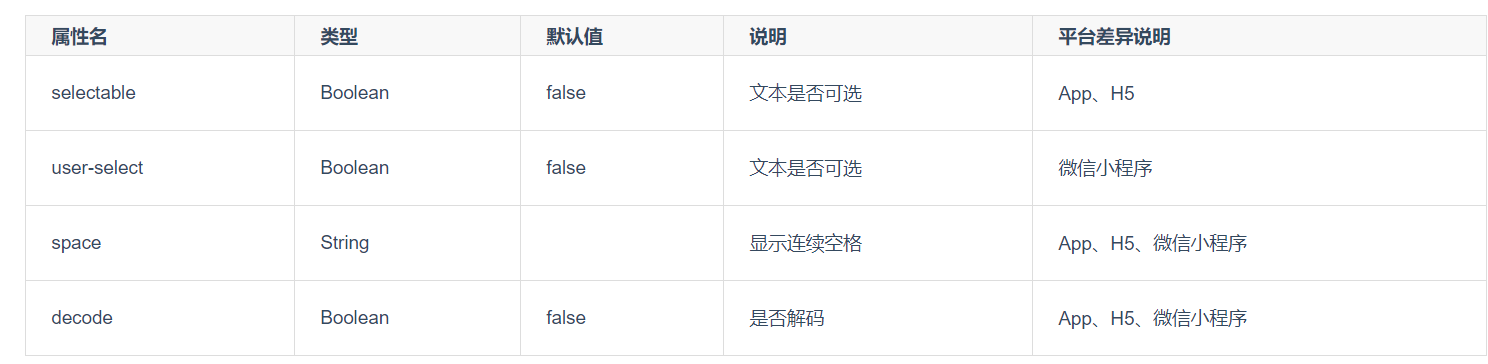 属性名 类型 默认值 说明 平台差异说明
selectable Boolean false 文本是否可选 App、H5
user-select Boolean false 文本是否可选 微信小程序
space String 显示连续空格 App、H5、微信小程序
decode Boolean false 是否解码 App、H5、微信小程序